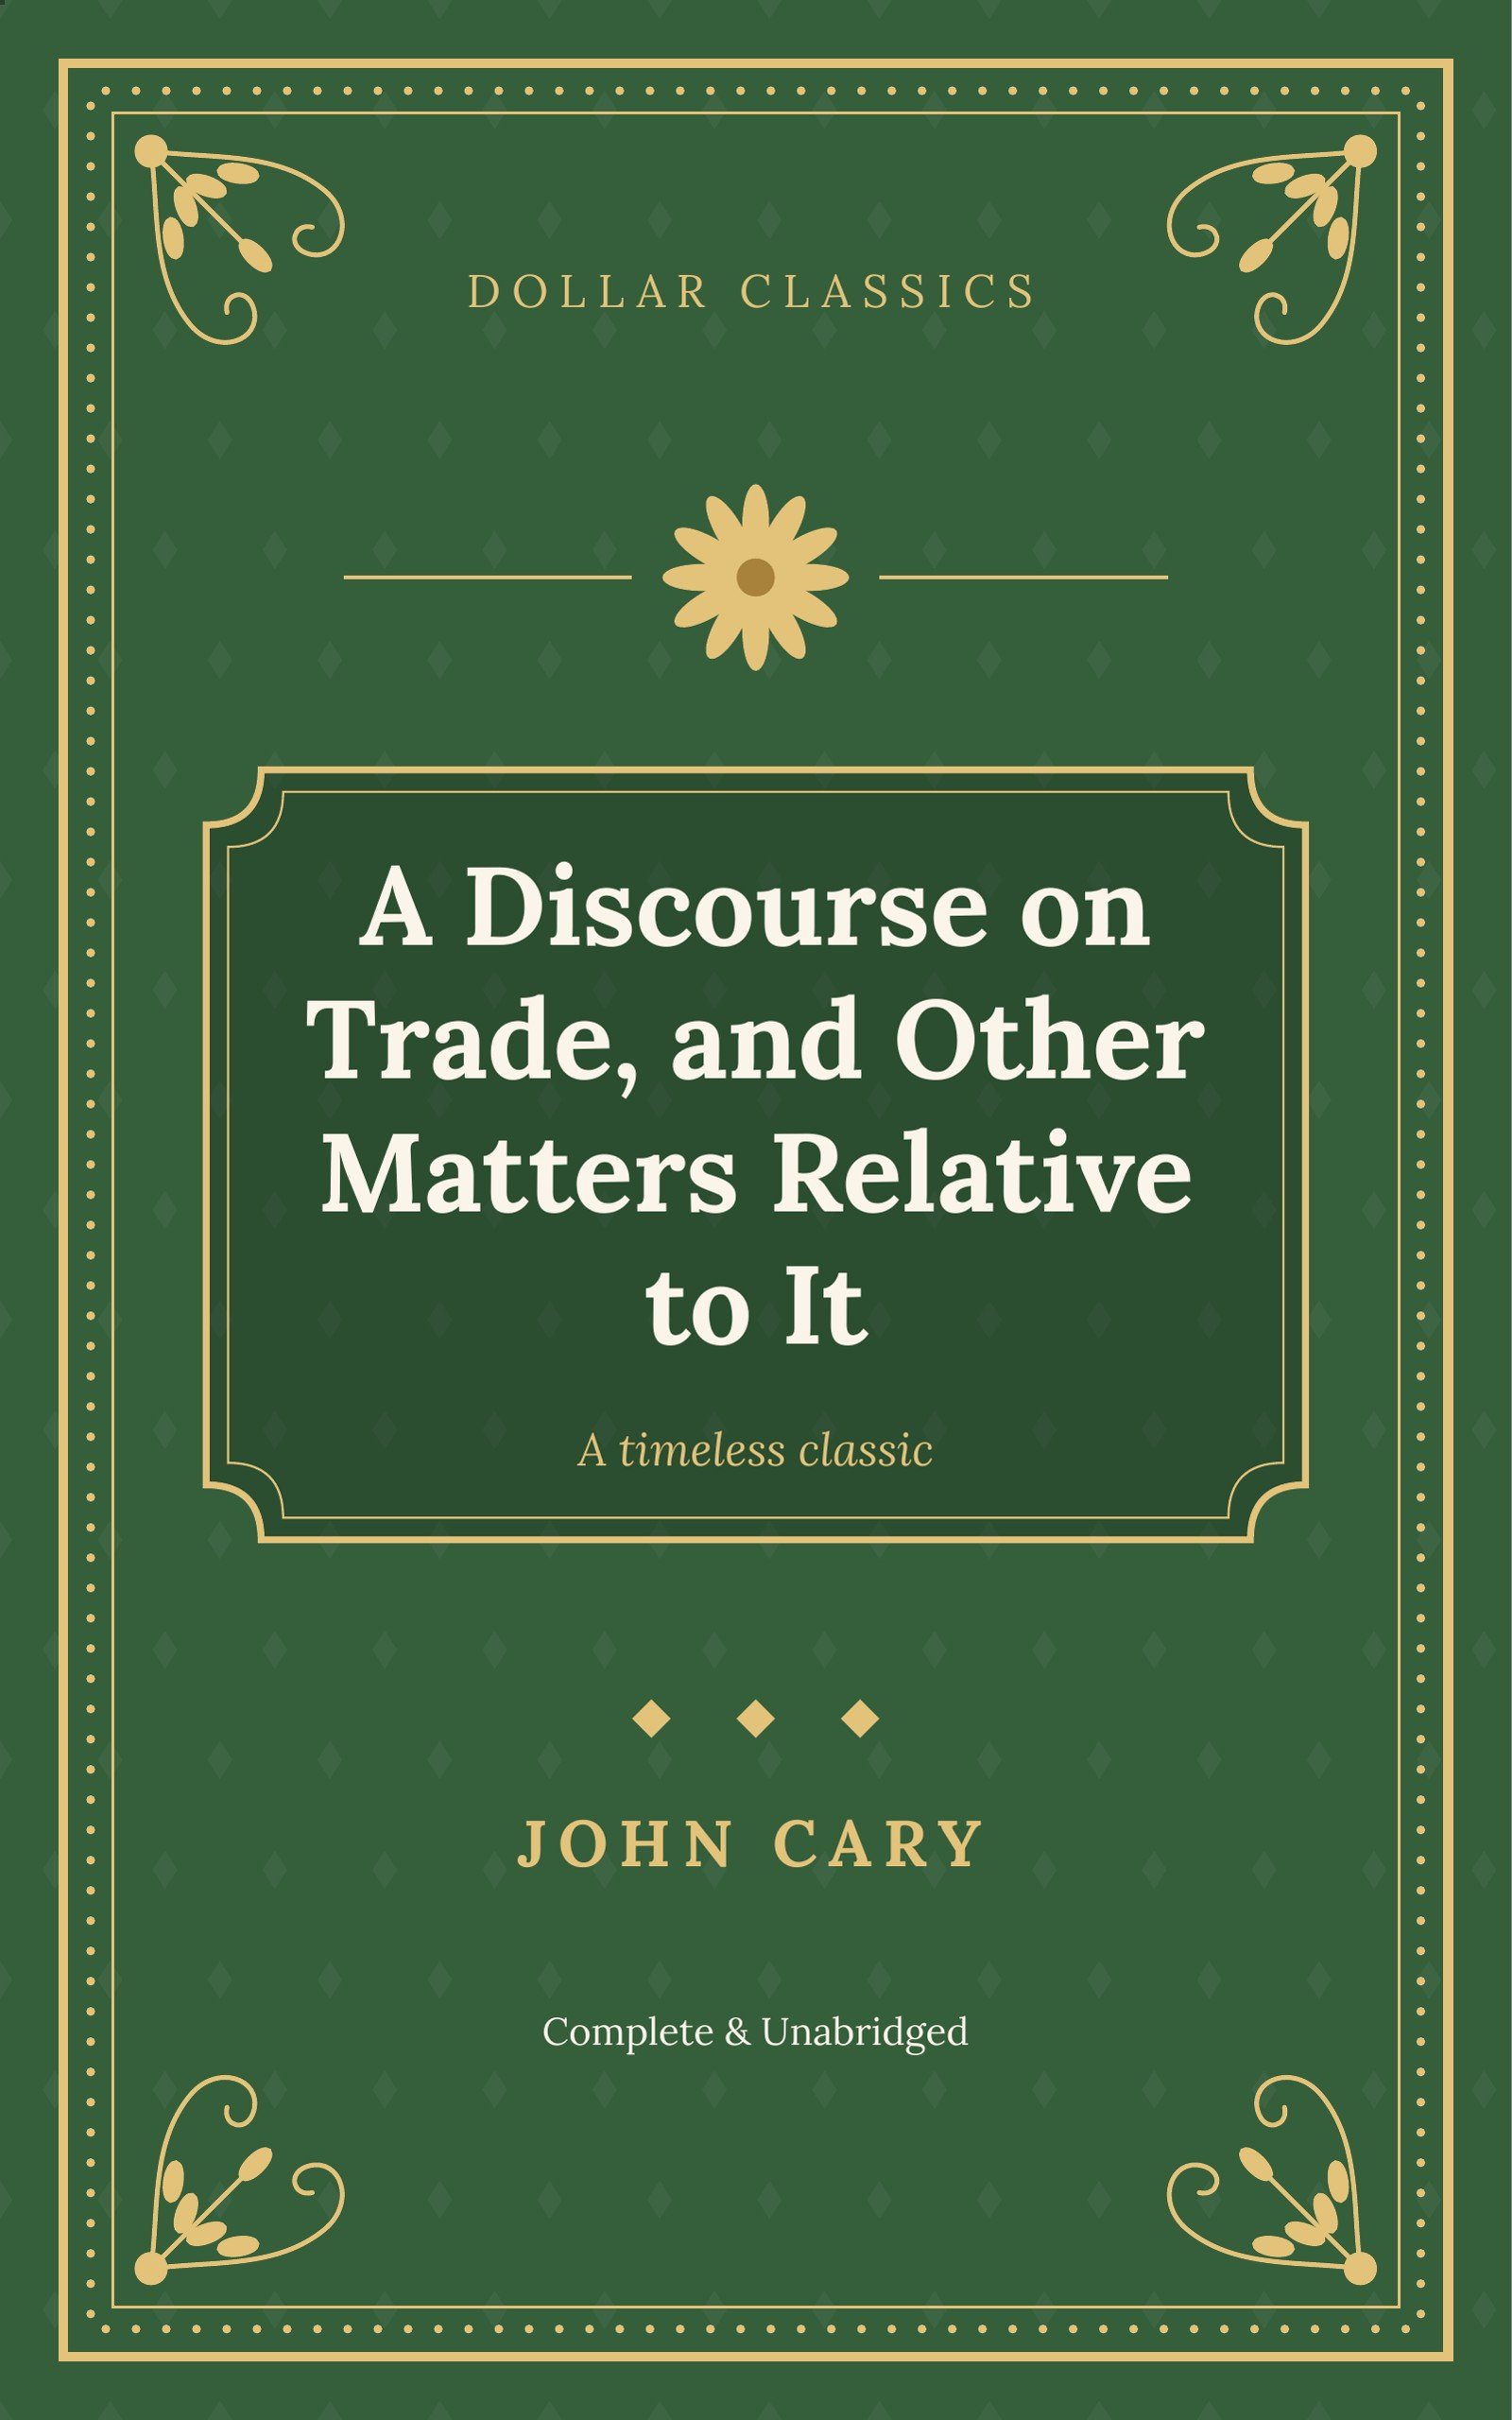 DOLLAR CLASSICS
A Discourse on
Trade, and Other
Matters Relative
to It
A timeless classic
JOHN CARY
Complete & Unabridged